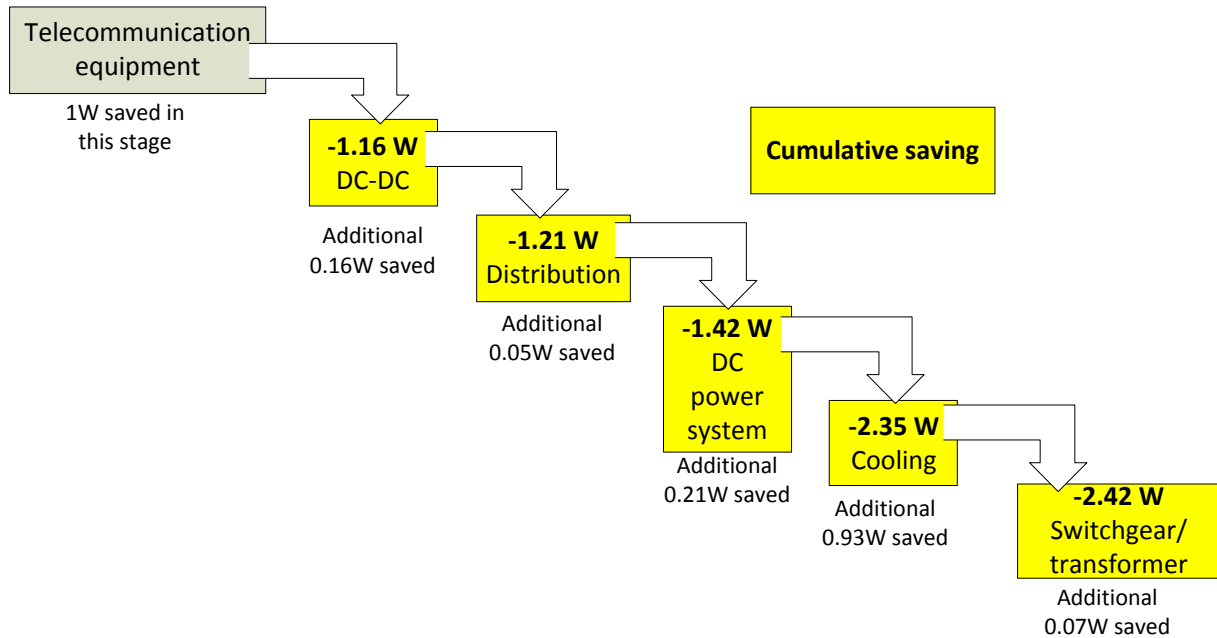 Telecommunication
equipment
1W saved in
this stage
-1.16 W
DC-DC
Additional
0.16W saved
Cumulative saving
-1.21 W
Distribution
Additional
0.05W saved
-1.42 W
DC
power
system
Additional
0.21W saved
-2.35 W
Cooling
Additional
0.93W saved
-2.42 W
Switchgear/
transformer
Additional
0.07W saved